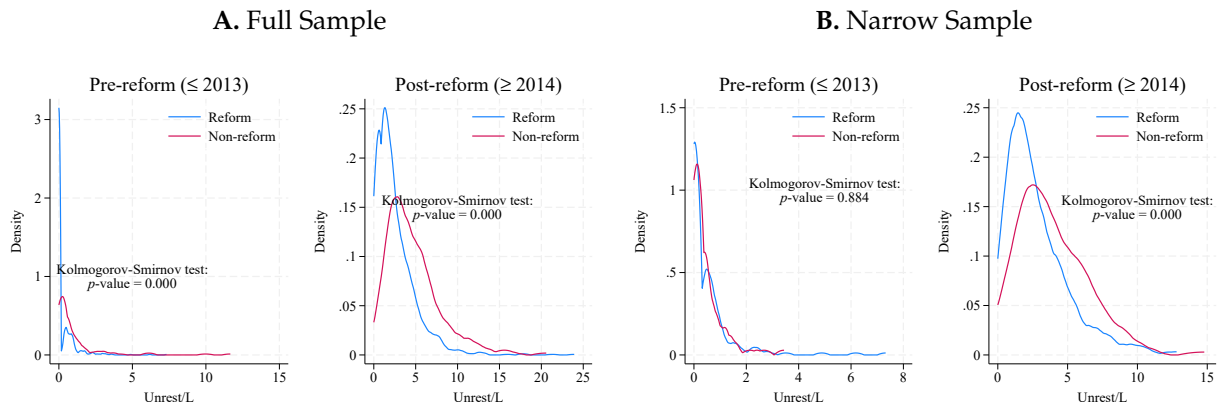 A. Full Sample
Pre-reform (≤ 2013)
Density
3
2
1
0
Reform
Non-reform
Kolmogorov-Smirnov test:
p-value = 0.000
0 5 10 15
Unrest/L
Post-reform (≥ 2014)
Density
.25
.2
.15
.1
.05
0
Reform
Non-reform
Kolmogorov-Smirnov test:
p-value = 0.000
0 5 10 15 20 25
Unrest/L
B. Narrow Sample
Pre-reform (≤ 2013)
Density
1.5
1
.5
0
Reform
Non-reform
Kolmogorov-Smirnov test:
p-value = 0.884
0 2 4 6 8
Unrest/L
Post-reform (≥ 2014)
Density
.25
.2
.15
.1
.05
0
Reform
Non-reform
Kolmogorov-Smirnov test:
p-value = 0.000
0 5 10 15
Unrest/L